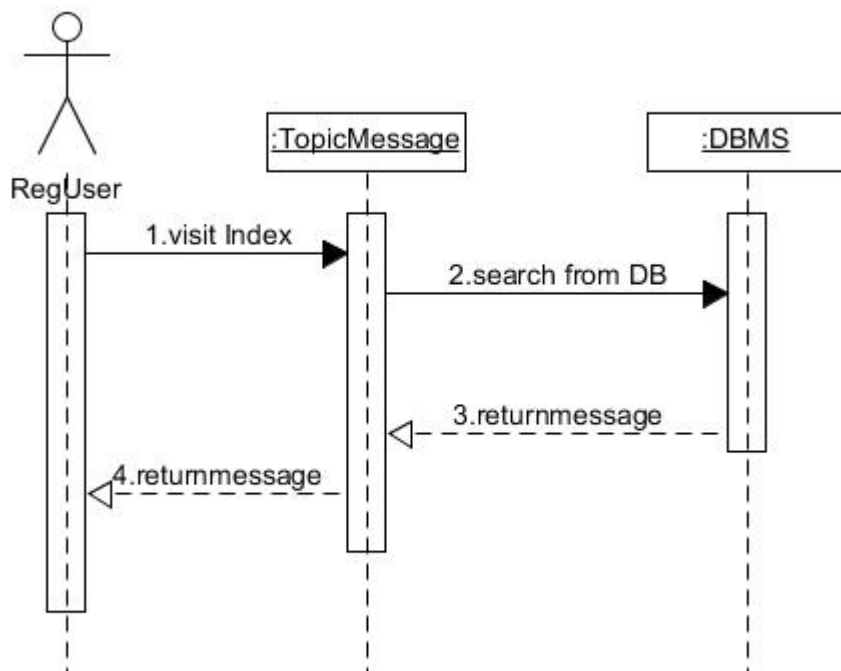 :TopicMessage
:DBMS
RegUser
1.visit Index
2.search from DB
3.returnmessage
4.returnmessage